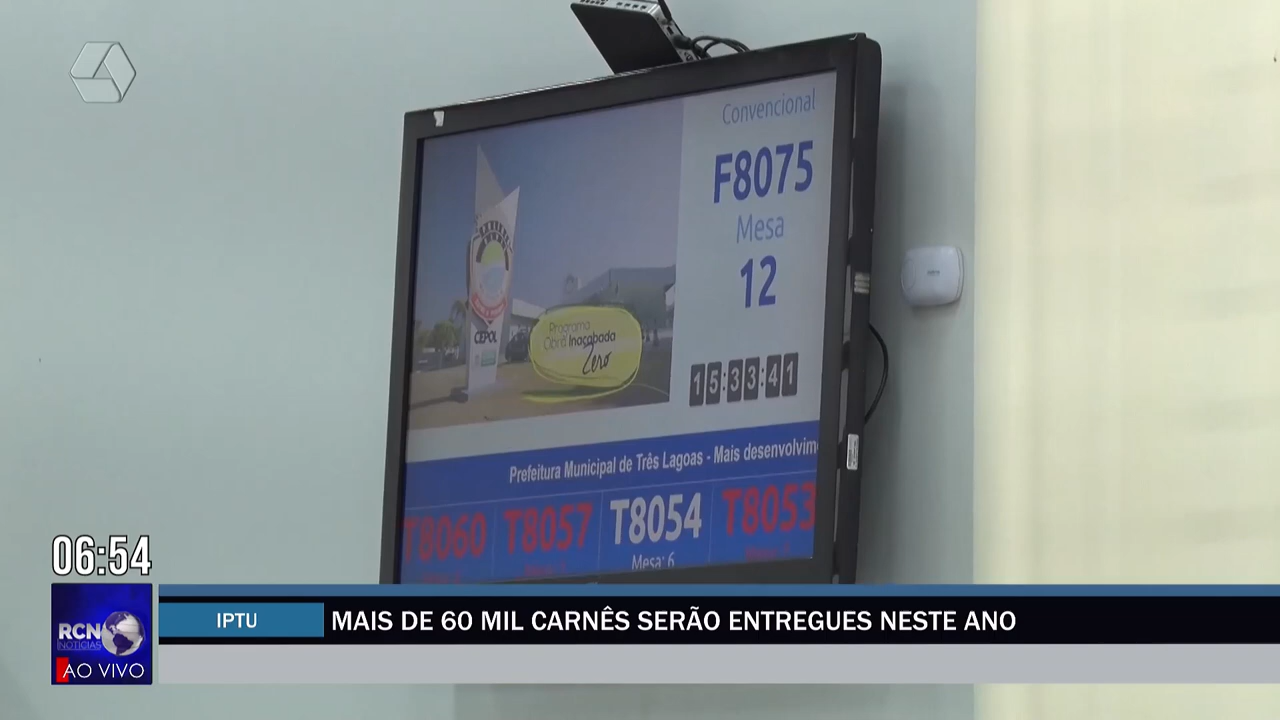 Convencional
F8075
Mesa
12
15:33:41
CEPOL
Programa
Obra Inacabada
Zero
Prefeitura Municipal de Três Lagoas - Mais desenvolvim
T8060 T8057 T8054 T8053
Mesa: 6
06:54
IPTU
MAIS DE 60 MIL CARNÊS SERÃO ENTREGUES NESTE ANO
RCN
NOTÍCIAS
AO VIVO